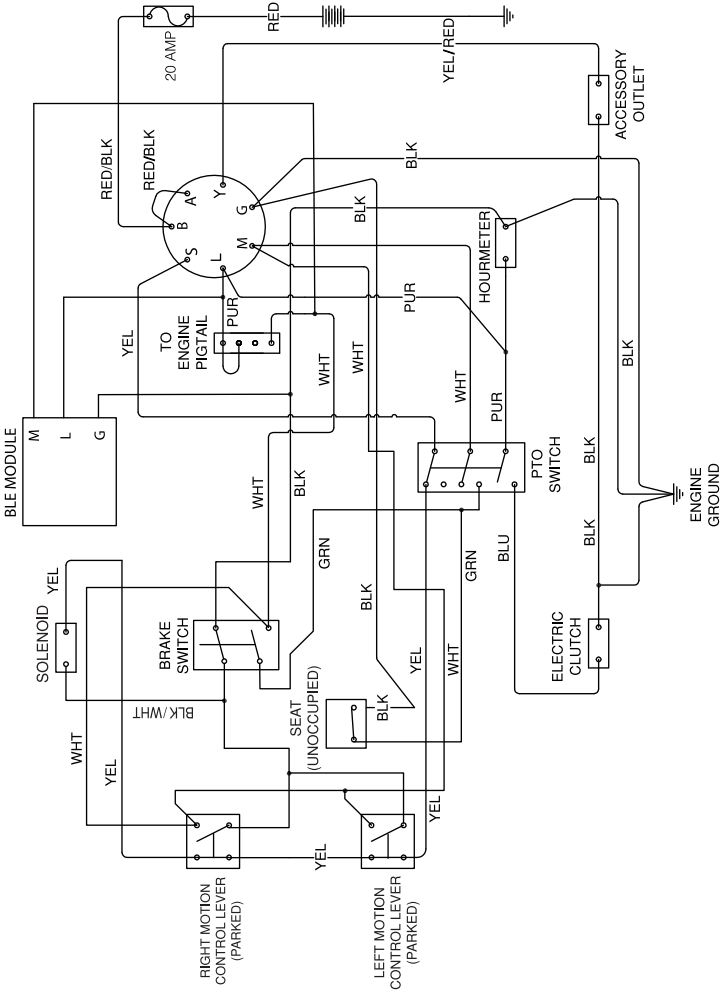 RED
20 AMP
YEL/RED
ACCESSORY
OUTLET
RED/BLK
RED/BLK
BLK
A
Y
B
G
S
M
L
BLK
HOURMETER
YEL
PUR
TO
ENGINE
PIGTAIL
PUR
WHT
WHT
WHT
PUR
BLK
BLE MODULE
M
L
G
PTO
SWITCH
BLK
WHT
BLK
GRN
GRN
BLU
BLK
ENGINE
GROUND
SOLENOID
YEL
BRAKE
SWITCH
BLK
YEL
WHT
ELECTRIC
CLUTCH
BLK/WHT
SEAT
(UNOCCUPIED)
BLK
WHT
YEL
YEL
YEL
RIGHT MOTION
CONTROL LEVER
(PARKED)
LEFT MOTION
CONTROL LEVER
(PARKED)